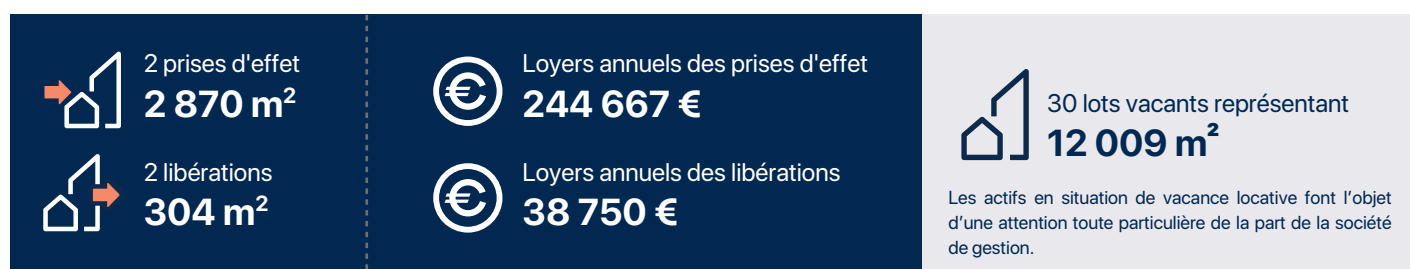 2 prises d'effet
2 870 m²
2 libérations
304 m²
Loyers annuels des prises d'effet
244 667 €
Loyers annuels des libérations
38 750 €
30 lots vacants représentant
12 009 m²
Les actifs en situation de vacance locative font l’objet
d’une attention toute particulière de la part de la société
de gestion.